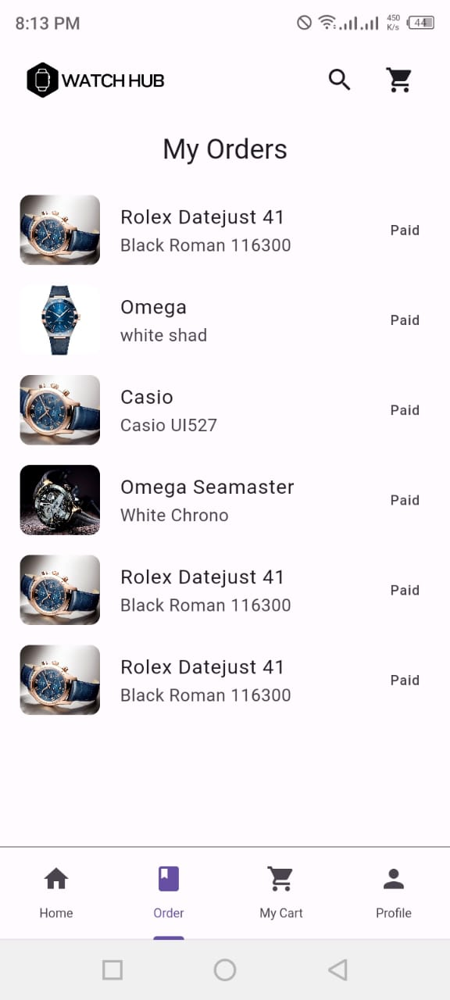 8:13 PM
450
K/s
44
WATCH HUB
My Orders
Rolex Datejust 41
Black Roman 116300
Paid
Omega
white shad
Paid
Casio
Casio UI527
Paid
Omega Seamaster
White Chrono
Paid
Rolex Datejust 41
Black Roman 116300
Paid
Rolex Datejust 41
Black Roman 116300
Paid
Home
Order
My Cart
Profile